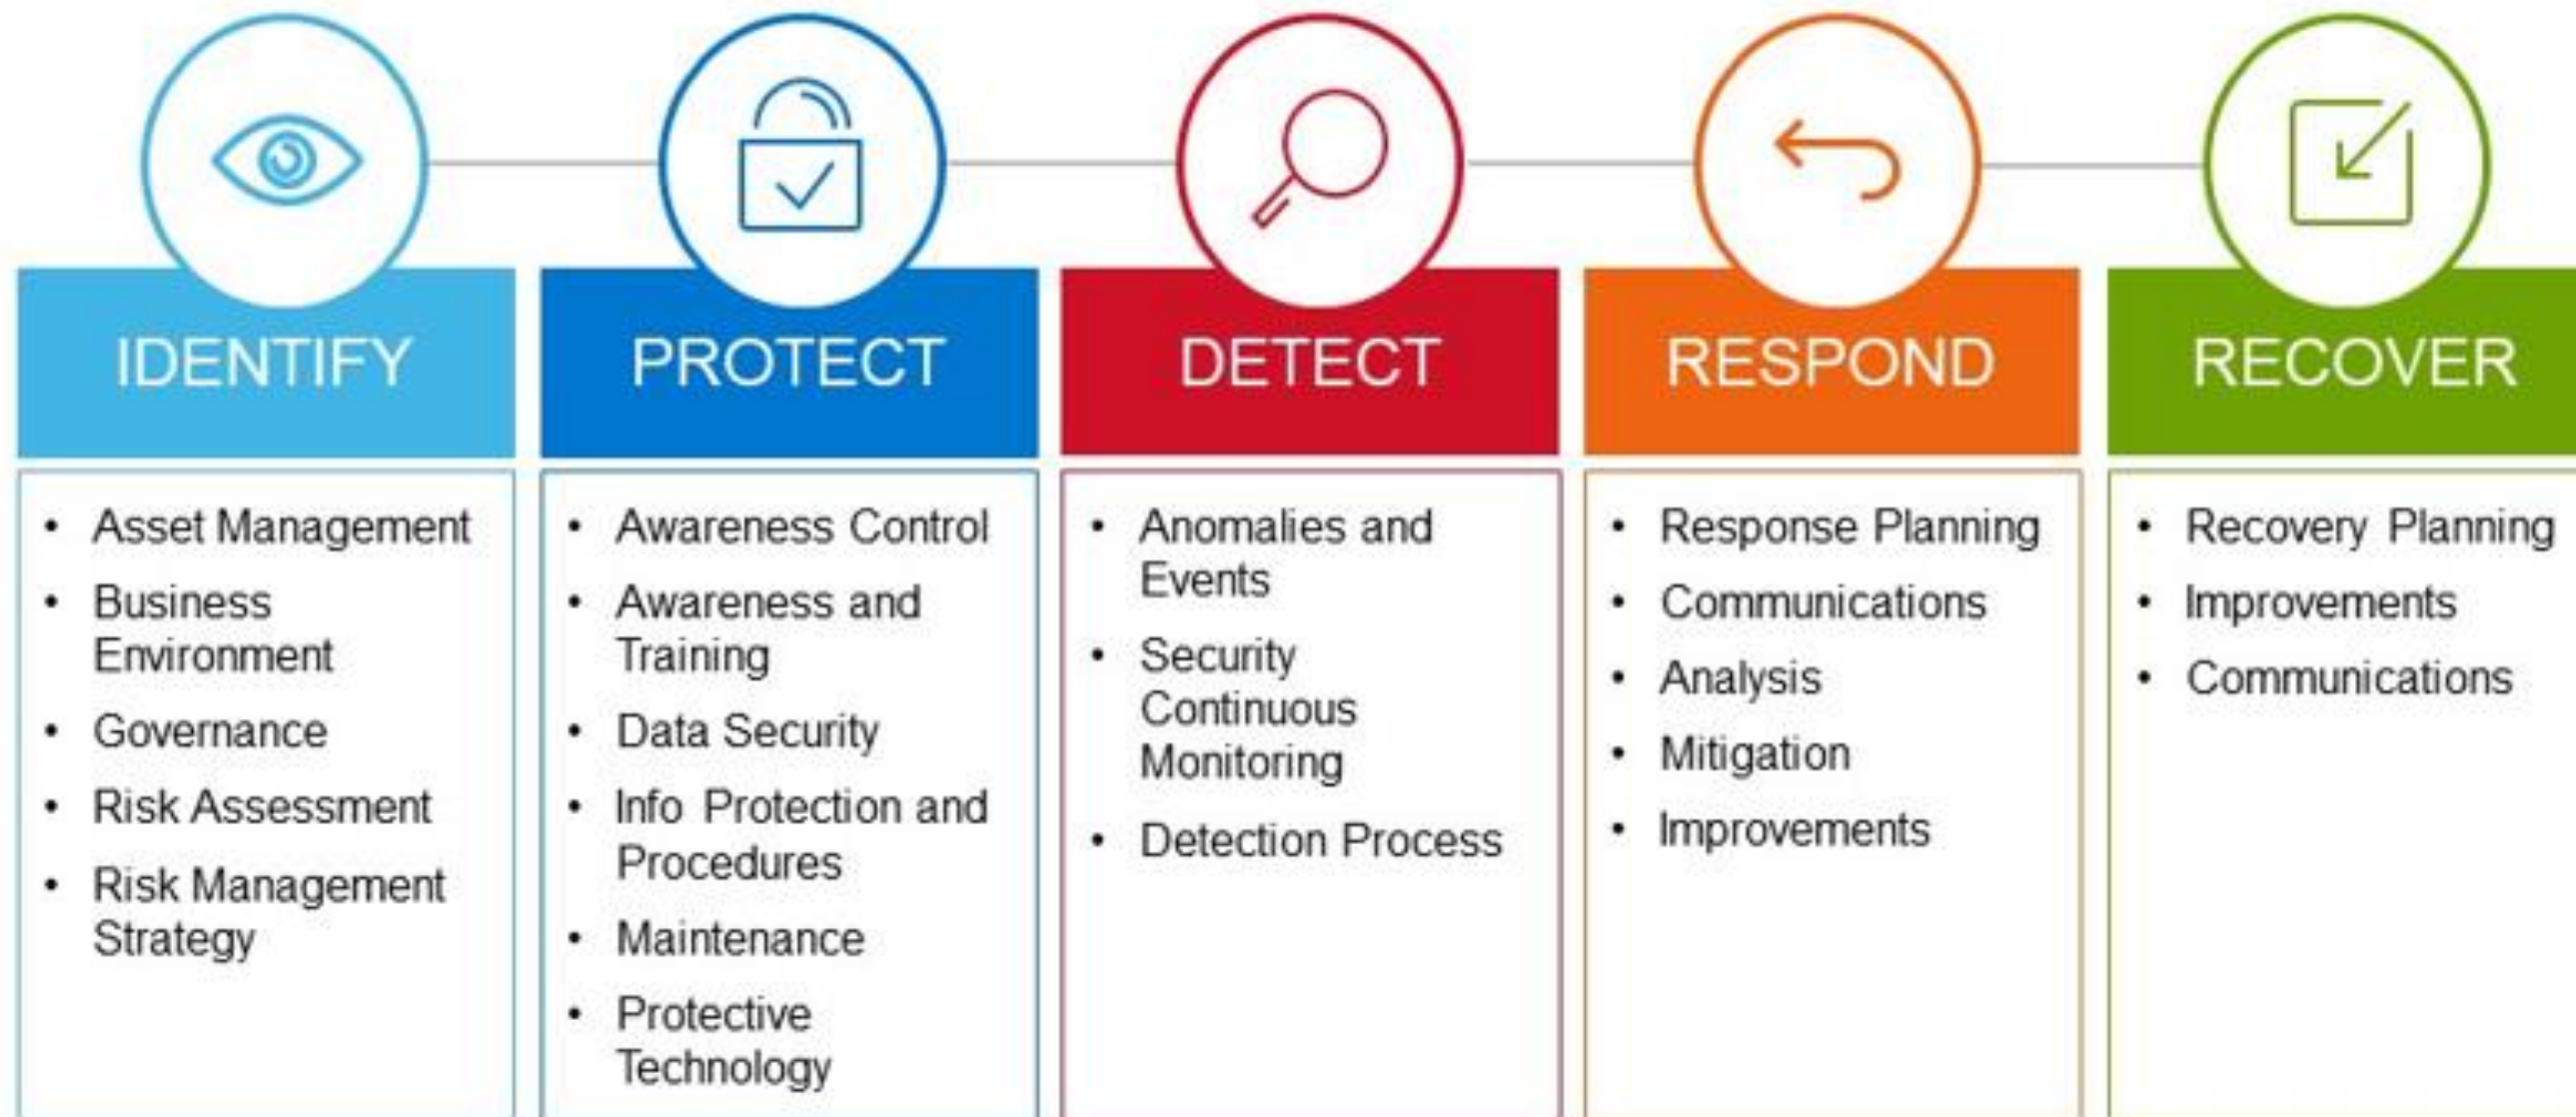 IDENTIFY
• Asset Management
• Business
Environment
• Governance
• Risk Assessment
• Risk Management
Strategy
PROTECT
• Awareness Control
• Awareness and
Training
• Data Security
• Info Protection and
Procedures
• Maintenance
• Protective
Technology
DETECT
• Anomalies and
Events
• Security
Continuous
Monitoring
• Detection Process
RESPOND
• Response Planning
• Communications
• Analysis
• Mitigation
• Improvements
RECOVER
• Recovery Planning
• Improvements
• Communications